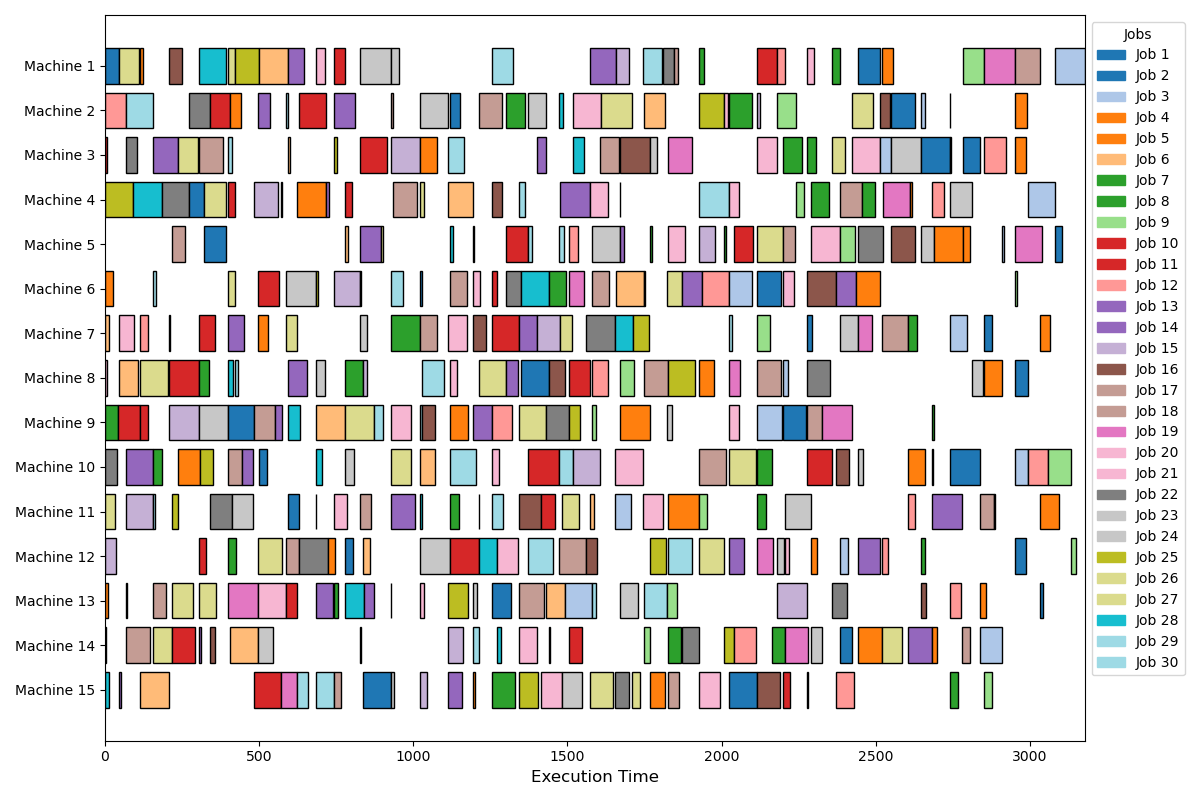 Machine 1
Machine 2
Machine 3
Machine 4
Machine 5
Machine 6
Machine 7
Machine 8
Machine 9
Machine 10
Machine 11
Machine 12
Machine 13
Machine 14
Machine 15
0 500 1000 1500 2000 2500 3000
Execution Time
Jobs
Job 1
Job 2
Job 3
Job 4
Job 5
Job 6
Job 7
Job 8
Job 9
Job 10
Job 11
Job 12
Job 13
Job 14
Job 15
Job 16
Job 17
Job 18
Job 19
Job 20
Job 21
Job 22
Job 23
Job 24
Job 25
Job 26
Job 27
Job 28
Job 29
Job 30